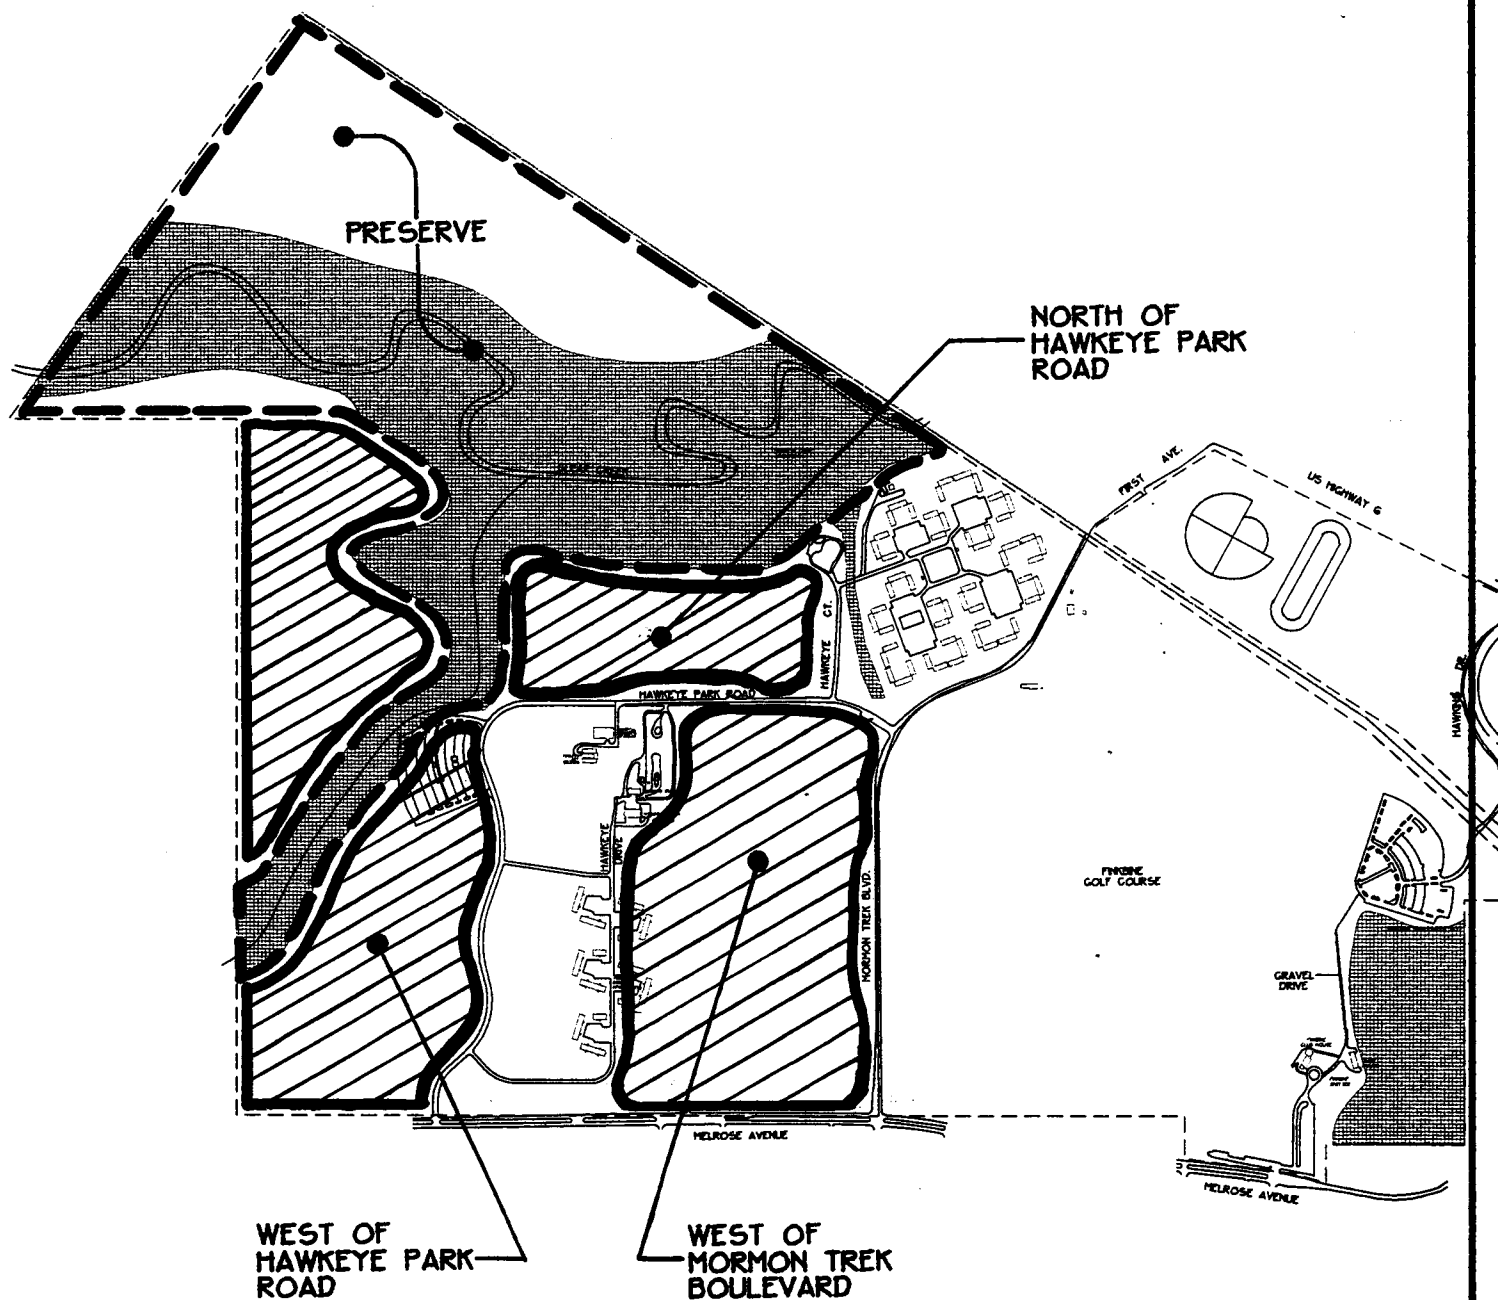 PRESERVE
NORTH OF
HAWKEYE PARK
ROAD
FIRST AVE.
US HIGHWAY 6
HAWKEYE CT.
HAWKEYE PARK ROAD
HAWKINS DR.
HAWKEYE
DRIVE
MORMON TREK BLVD.
FINKBINE
GOLF COURSE
GRAVEL
DRIVE
MELROSE AVENUE
MELROSE AVENUE
WEST OF
HAWKEYE PARK
ROAD
WEST OF
MORMON TREK
BOULEVARD